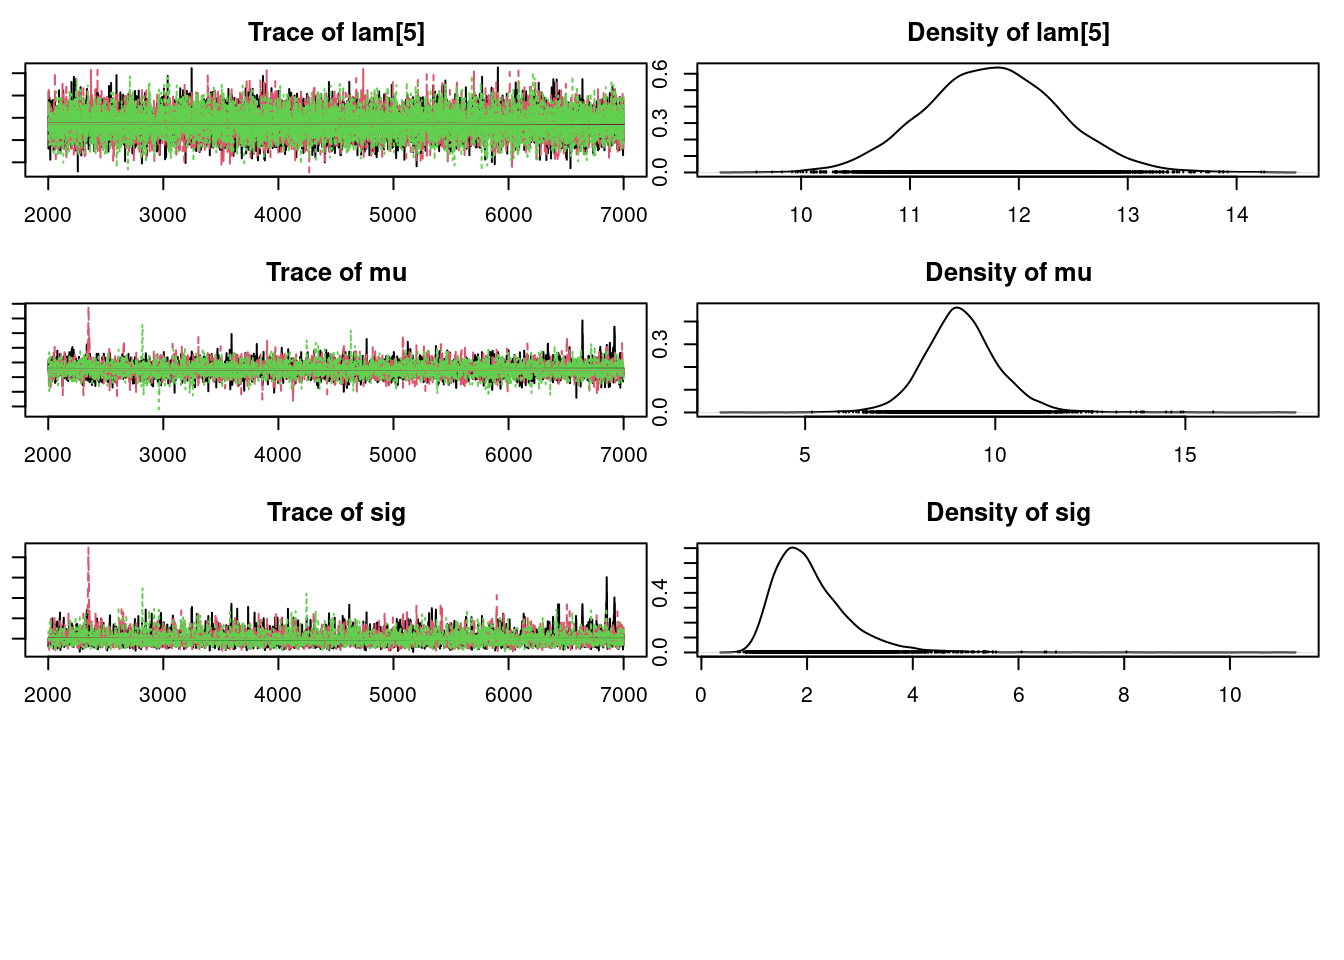 Trace of lam[5]
2000 3000 4000 5000 6000 7000
Density of lam[5]
0.0 0.3 0.6
10 11 12 13 14
Trace of mu
2000 3000 4000 5000 6000 7000
Density of mu
0.0 0.3
5 10 15
Trace of sig
2000 3000 4000 5000 6000 7000
Density of sig
0.0 0.4
0 2 4 6 8 10